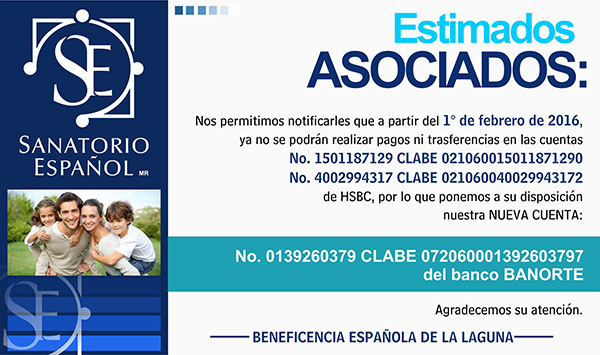 SE
SANATORIO
ESPAÑOL MR
SE
Estimados
ASOCIADOS:
Nos permitimos notificarles que a partir del 1° de febrero de 2016,
ya no se podrán realizar pagos ni trasferencias en las cuentas
No. 1501187129 CLABE 021060015011871290
No. 4002994317 CLABE 021060040029943172
de HSBC, por lo que ponemos a su disposición
nuestra NUEVA CUENTA:
No. 0139260379 CLABE 072060001392603797
del banco BANORTE
Agradecemos su atención.
BENEFICENCIA ESPAÑOLA DE LA LAGUNA